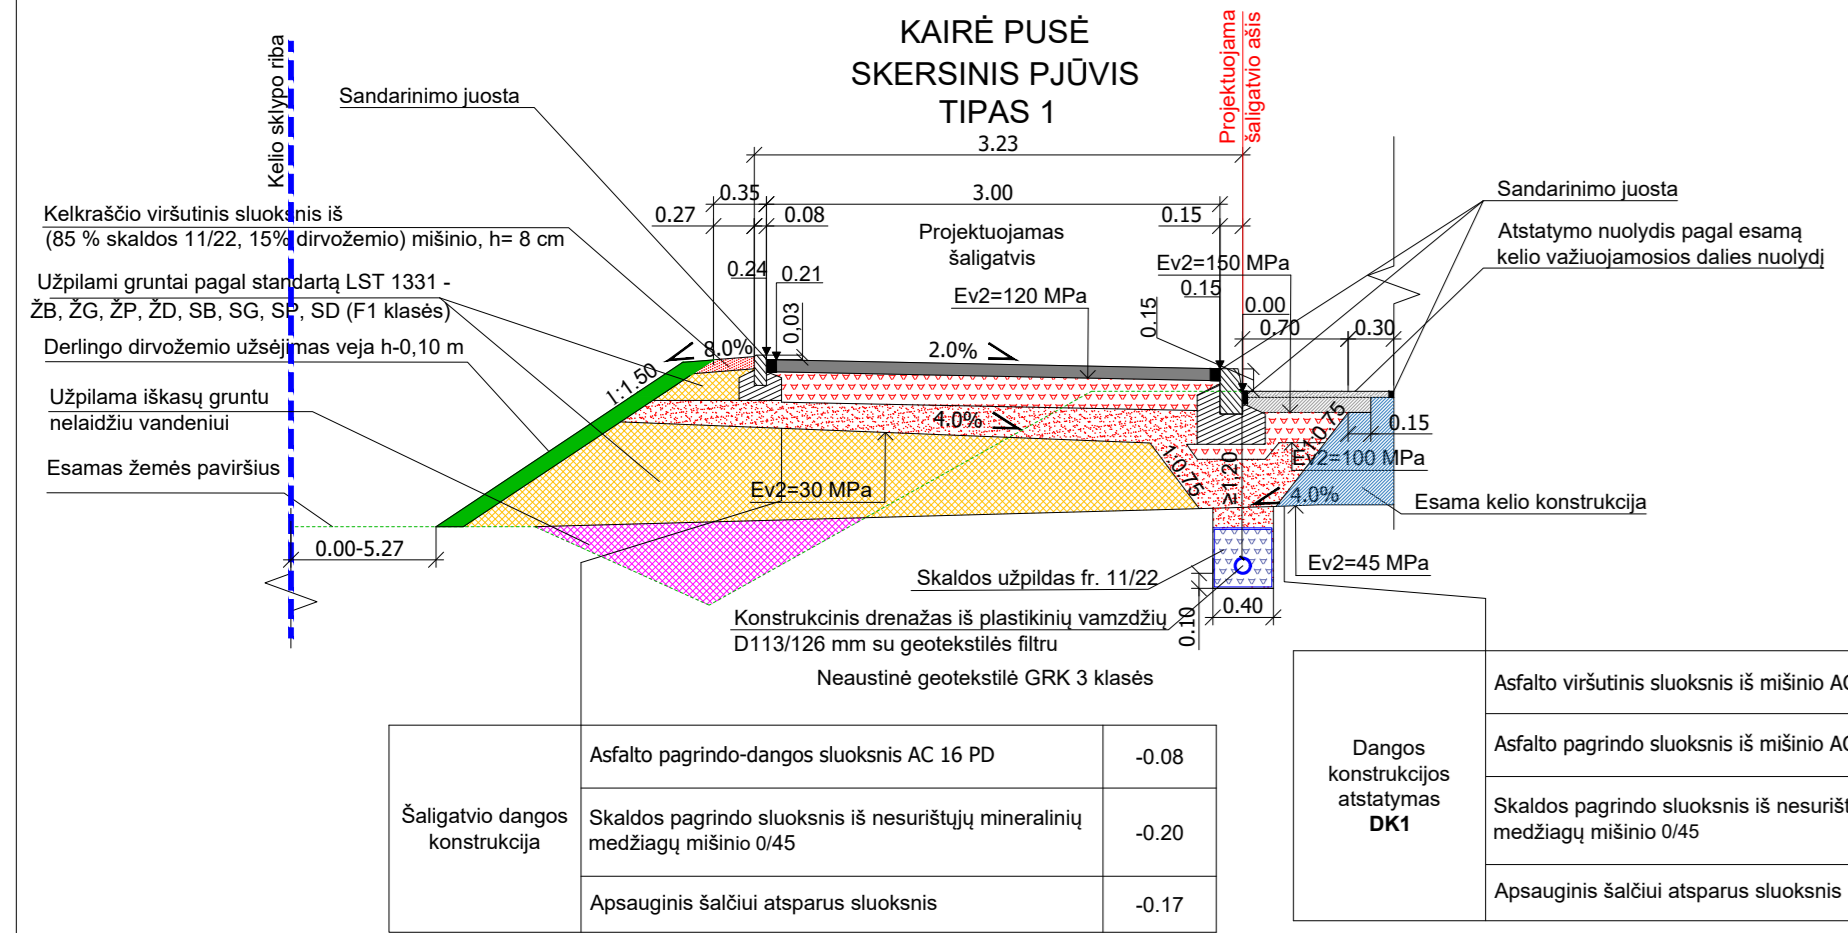 KAIRĖ PUSĖ
SKERSINIS PJŪVIS
TIPAS 1
Kelio sklypo riba
Projektuojama
šaligatvio ašis
Sandarinimo juosta
3.23
0.35
3.00
0.27
0.08
0.15
Sandarinimo juosta
Kelkraščio viršutinis sluoksnis iš
(85 % skaldos 11/22, 15% dirvožemio) mišinio, h= 8 cm
Projektuojamas
šaligatvis
Atstatymo nuolydis pagal esamą
kelio važiuojamosios dalies nuolydį
Užpilami gruntai pagal standartą LST 1331 -
ŽB, ŽG, ŽP, ŽD, SB, SG, SP, SD (F1 klasės)
0.24
0.21
0,03
Ev2=120 MPa
Ev2=150 MPa
0.15
0.15
0.00
0.70
0.30
Derlingo dirvožemio užsėjimas veja h-0,10 m
8.0%
2.0%
1:1.50
Užpilama iškasų gruntu
nelaidžiu vandeniui
4.0%
1:0.75
0.15
Esamas žemės paviršius
Ev2=30 MPa
1:0.75
≥1,20
Ev2=100 MPa
4.0%
Esama kelio konstrukcija
0.00-5.27
Ev2=45 MPa
Skaldos užpildas fr. 11/22
0.10
0.40
Konstrukcinis drenažas iš plastikinių vamzdžių
D113/126 mm su geotekstilės filtru
Neaustinė geotekstilė GRK 3 klasės
Šaligatvio dangos
konstrukcija
Asfalto pagrindo-dangos sluoksnis AC 16 PD
-0.08
Skaldos pagrindo sluoksnis iš nesurištųjų mineralinių
medžiagų mišinio 0/45
-0.20
Apsauginis šalčiui atsparus sluoksnis
-0.17
Dangos
konstrukcijos
atstatymas
DK1
Asfalto viršutinis sluoksnis iš mišinio AC
Asfalto pagrindo sluoksnis iš mišinio AC
Skaldos pagrindo sluoksnis iš nesurišt
medžiagų mišinio 0/45
Apsauginis šalčiui atsparus sluoksnis